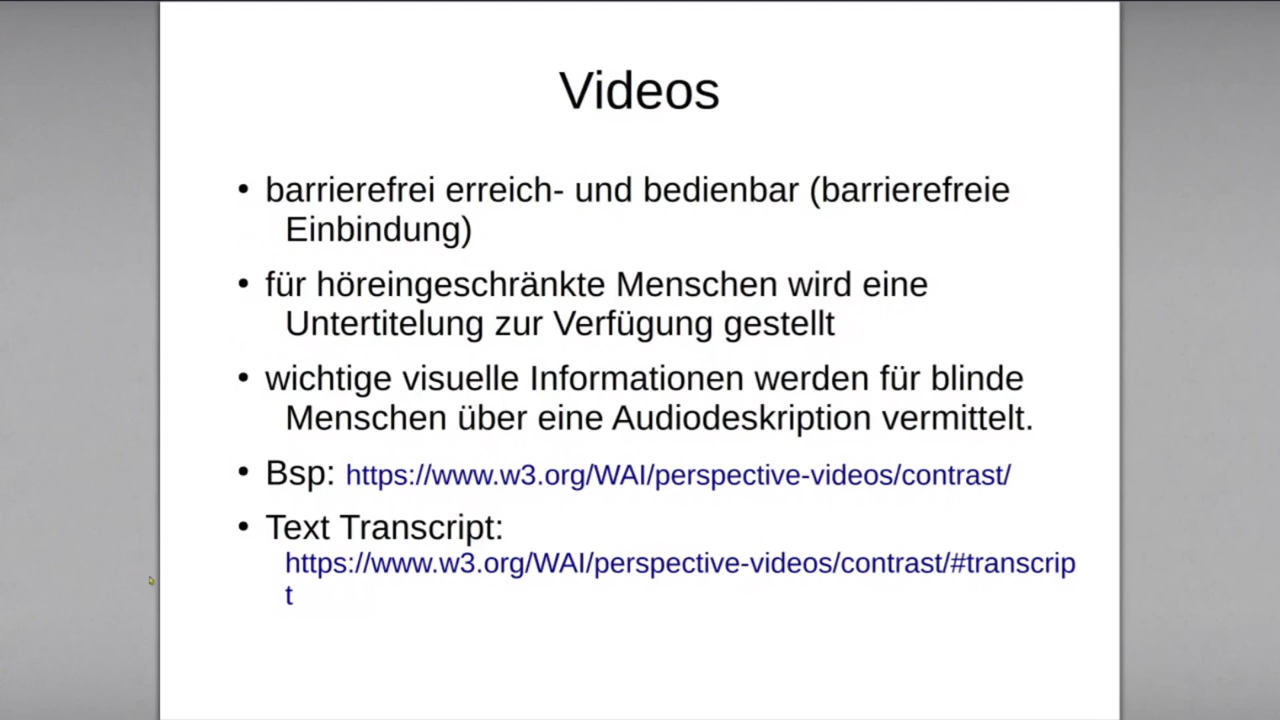 Videos
• barrierefrei erreich- und bedienbar (barrierefreie
Einbindung)
• für höreingeschränkte Menschen wird eine
Untertitelung zur Verfügung gestellt
• wichtige visuelle Informationen werden für blinde
Menschen über eine Audiodeskription vermittelt.
• Bsp: https://www.w3.org/WAI/perspective-videos/contrast/
• Text Transcript:
https://www.w3.org/WAI/perspective-videos/contrast/#transcrip
t